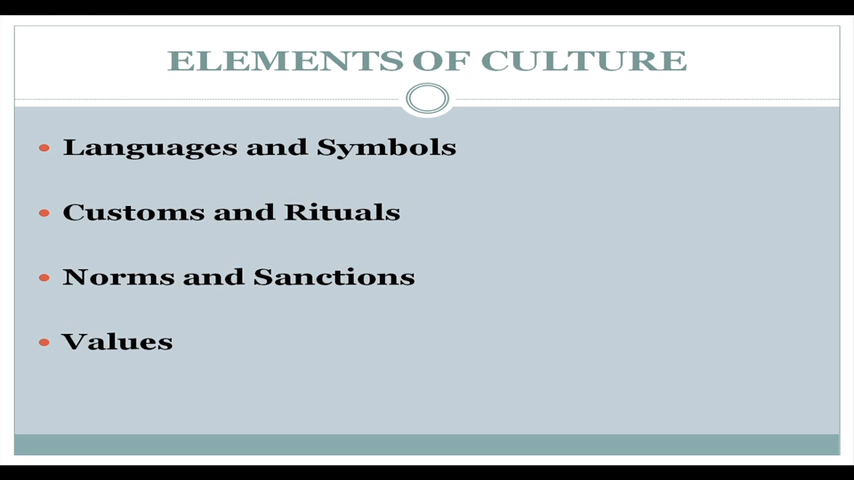 ELEMENTS OF CULTURE
Languages and Symbols
Customs and Rituals
Norms and Sanctions
Values